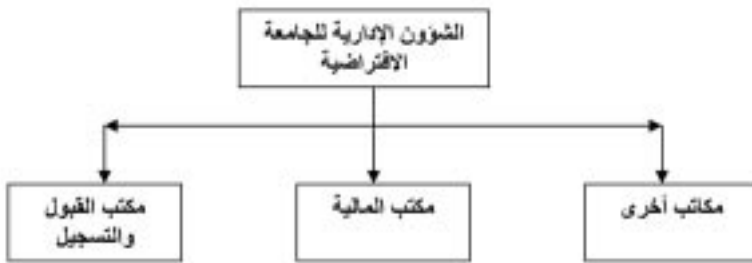 الشؤون الإدارية للجامعة
الافتراضية
مكاتب أخرى
مكتب المالية
مكتب القبول
والتسجيل